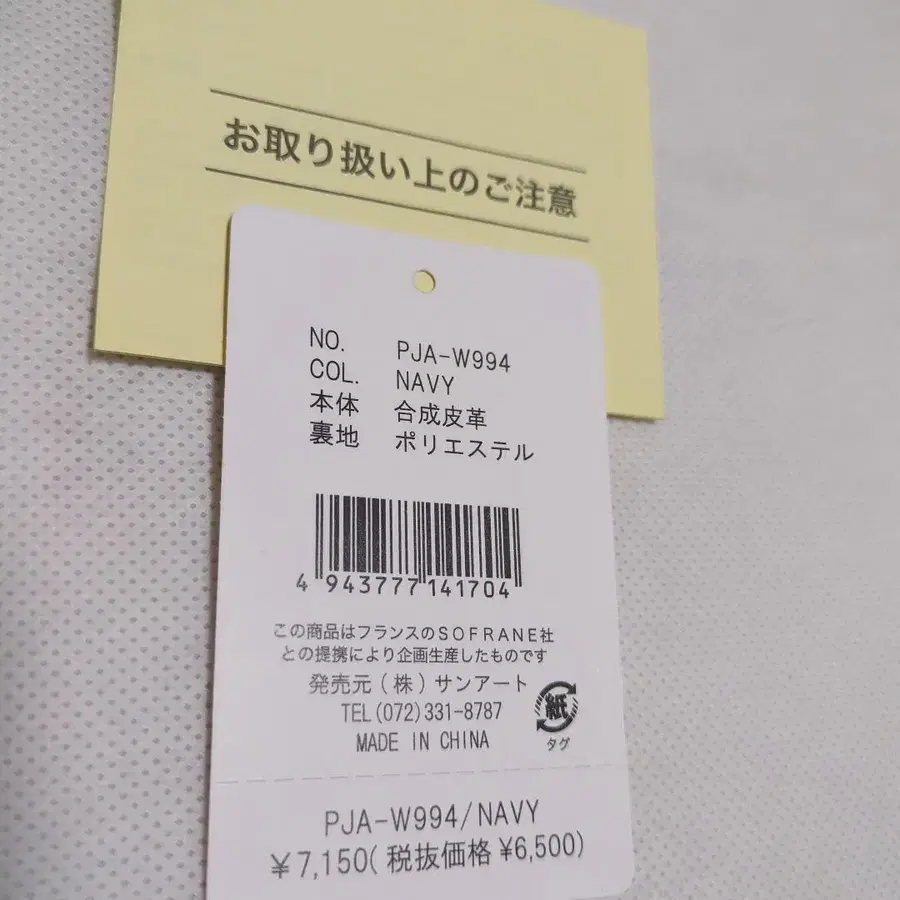 お取り扱い上のご注意
NO. PJA-W994
COL. NAVY
本体 合成皮革
裏地 ポリエステル
4 943777 141704
この商品はフランスのSOFRANE社
との提携により企画生産したものです
発売元(株)サンアート
TEL(072)331-8787
MADE IN CHINA
紙
タグ
PJA-W994/NAVY
¥7,150(税抜価格 ¥6,500)